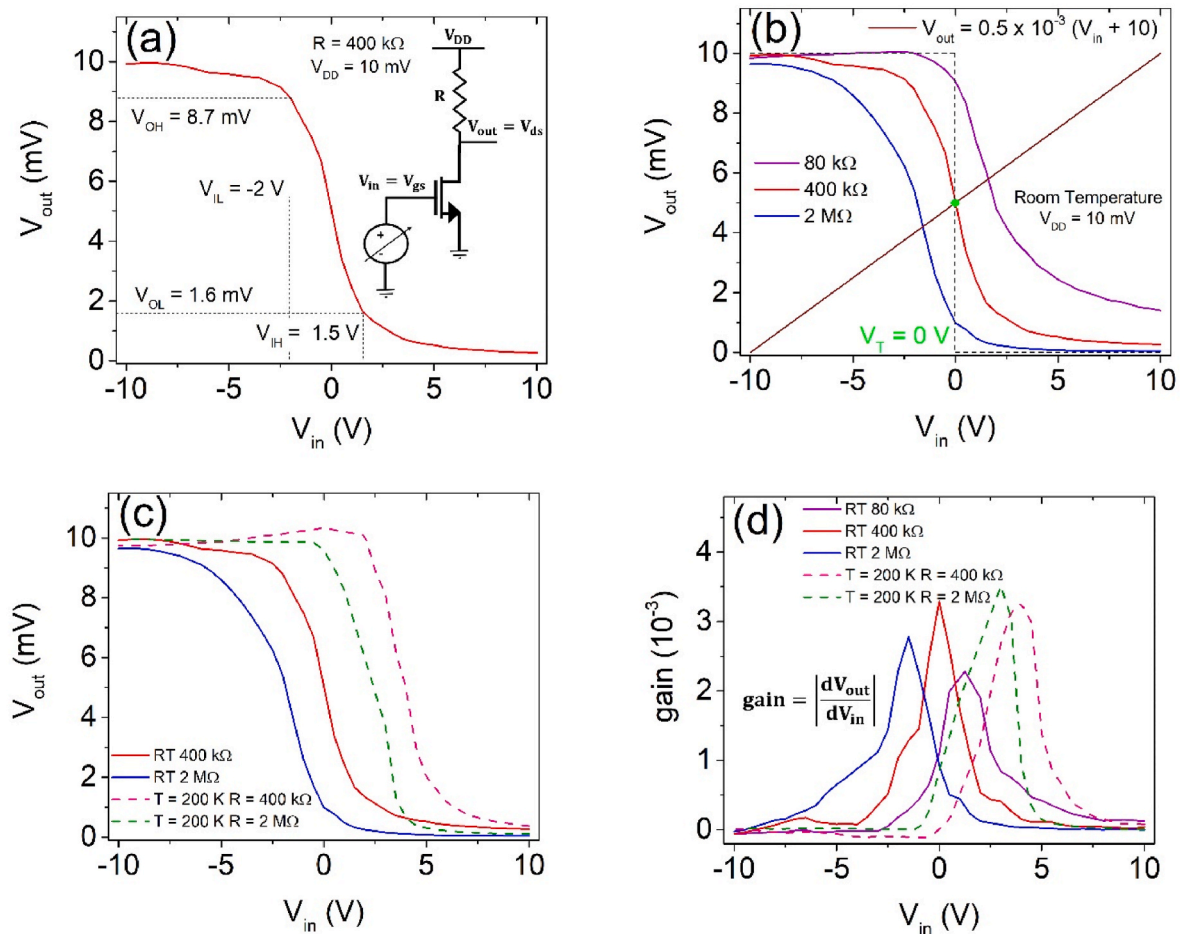 (a)
R = 400 kΩ
V_DD = 10 mV
V_DD
R
V_out = V_ds
V_in = V_gs
+
-
V_OH = 8.7 mV
V_IL = -2 V
V_OL = 1.6 mV
V_IH = 1.5 V
10
8
6
4
2
0
V_out (mV)
-10 -5 0 5 10
V_in (V)
(b)
V_out = 0.5 x 10^-3 (V_in + 10)
80 kΩ
400 kΩ
2 MΩ
Room Temperature
V_DD = 10 mV
V_T = 0 V
10
8
6
4
2
0
V_out (mV)
-10 -5 0 5 10
V_in (V)
(c)
RT 400 kΩ
RT 2 MΩ
T = 200 K R = 400 kΩ
T = 200 K R = 2 MΩ
10
8
6
4
2
0
V_out (mV)
-10 -5 0 5 10
V_in (V)
(d)
RT 80 kΩ
RT 400 kΩ
RT 2 MΩ
T = 200 K R = 400 kΩ
T = 200 K R = 2 MΩ
gain = |dV_out/dV_in|
4
3
2
1
0
gain (10^-3)
-10 -5 0 5 10
V_in (V)